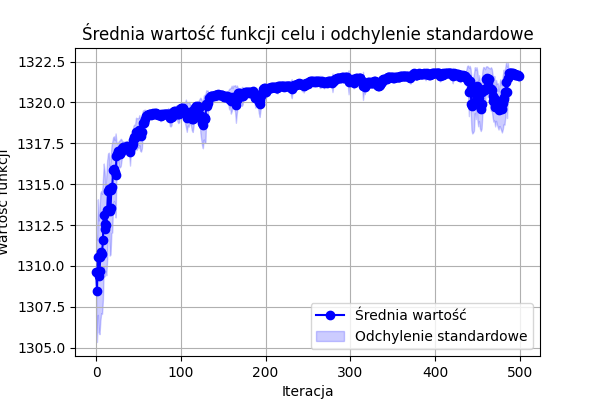 Średnia wartość funkcji celu i odchylenie standardowe
1322.5
1320.0
1317.5
1315.0
1312.5
1310.0
1307.5
1305.0
Wartość funkcji
Średnia wartość
Odchylenie standardowe
0 100 200 300 400 500
Iteracja